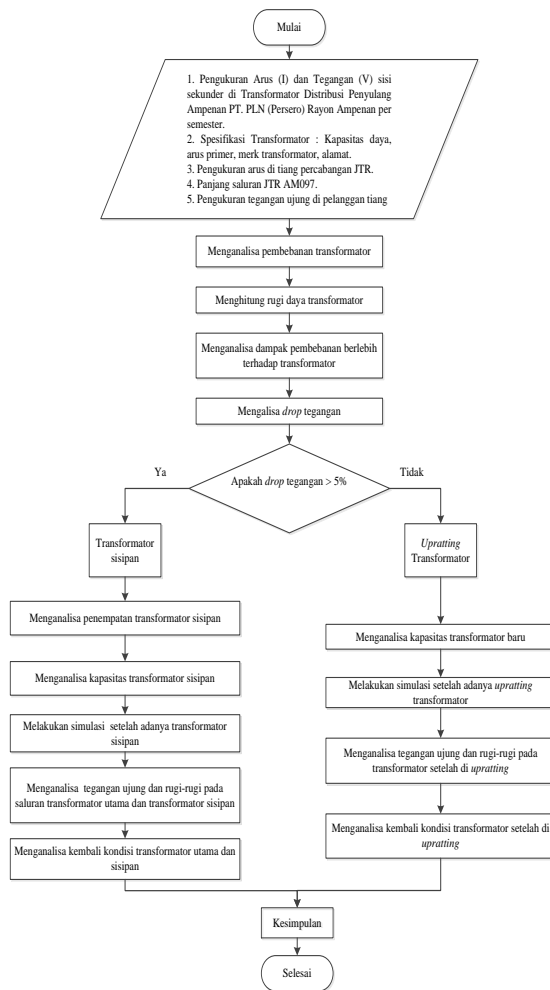 Mulai
1. Pengukuran Arus (I) dan Tegangan (V) sisi
sekunder di Transformator Distribusi Penyulang
Ampenan PT. PLN (Persero) Rayon Ampenan per
semester.
2. Spesifikasi Transformator : Kapasitas daya,
arus primer, merk transformator, alamat.
3. Pengukuran arus di tiang percabangan JTR.
4. Panjang saluran JTR AM097.
5. Pengukuran tegangan ujung di pelanggan tiang
Menganalisa pembebanan transformator
Menghitung rugi daya transformator
Menganalisa dampak pembebanan berlebih
terhadap transformator
Mengalisa drop tegangan
Apakah drop tegangan > 5%
Ya
Tidak
Transformator
sisipan
Upratting
Transformator
Menganalisa penempatan transformator sisipan
Menganalisa kapasitas transformator sisipan
Melakukan simulasi setelah adanya transformator
sisipan
Menganalisa tegangan ujung dan rugi-rugi pada
saluran transformator utama dan transformator sisipan
Menganalisa kembali kondisi transformator utama dan
sisipan
Menganalisa kapasitas transformator baru
Melakukan simulasi setelah adanya upratting
transformator
Menganalisa tegangan ujung dan rugi-rugi pada
transformator setelah di upratting
Menganalisa kembali kondisi transformator setelah di
upratting
Kesimpulan
Selesai